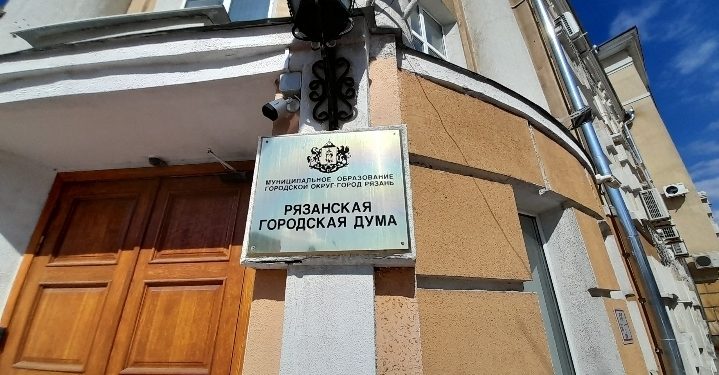 МУНИЦИПАЛЬНОЕ ОБРАЗОВАНИЕ
ГОРОДСКОЙ ОКРУГ ГОРОД РЯЗАНЬ
РЯЗАНСКАЯ
ГОРОДСКАЯ ДУМА